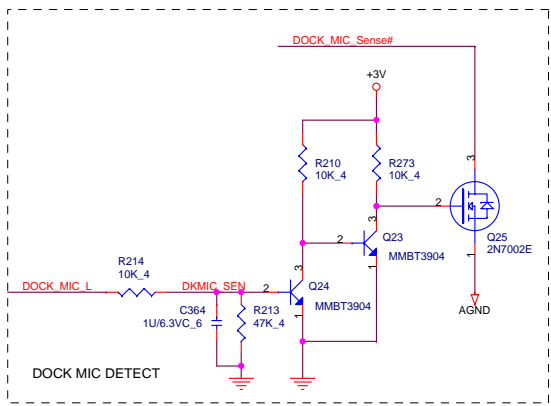 DOCK_MIC_Sense#
+3V
R210
10K_4
R273
10K_4
3
2
1
Q25
2N7002E
AGND
3
2
1
Q23
MMBT3904
R214
10K_4
DOCK_MIC_L
DKMIC_SEN
3
2
1
Q24
MMBT3904
C364
1U/6.3VC_6
R213
47K_4
DOCK MIC DETECT